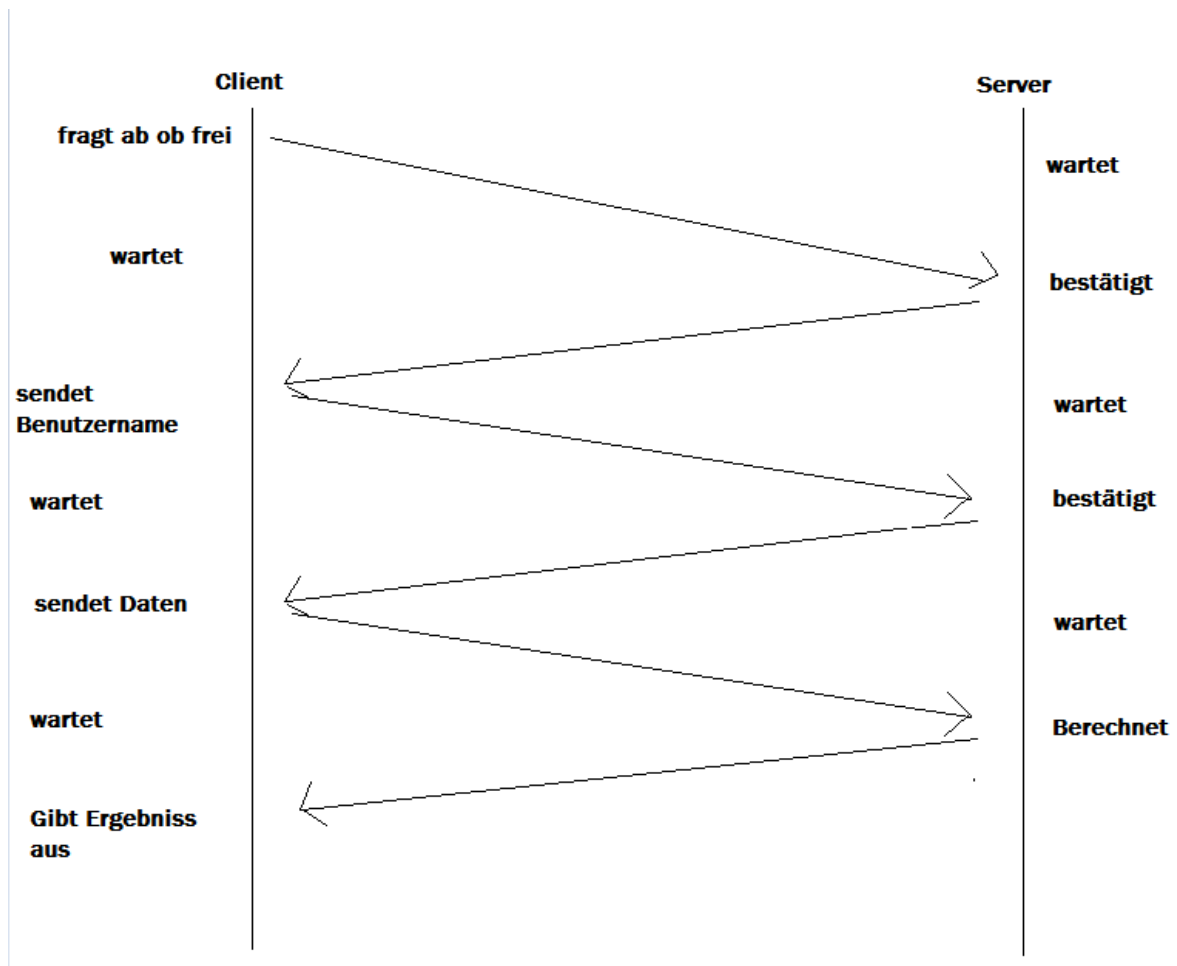 Client
Server
fragt ab ob frei
wartet
wartet
bestätigt
sendet
Benutzername
wartet
wartet
bestätigt
sendet Daten
wartet
wartet
Berechnet
Gibt Ergebniss
aus